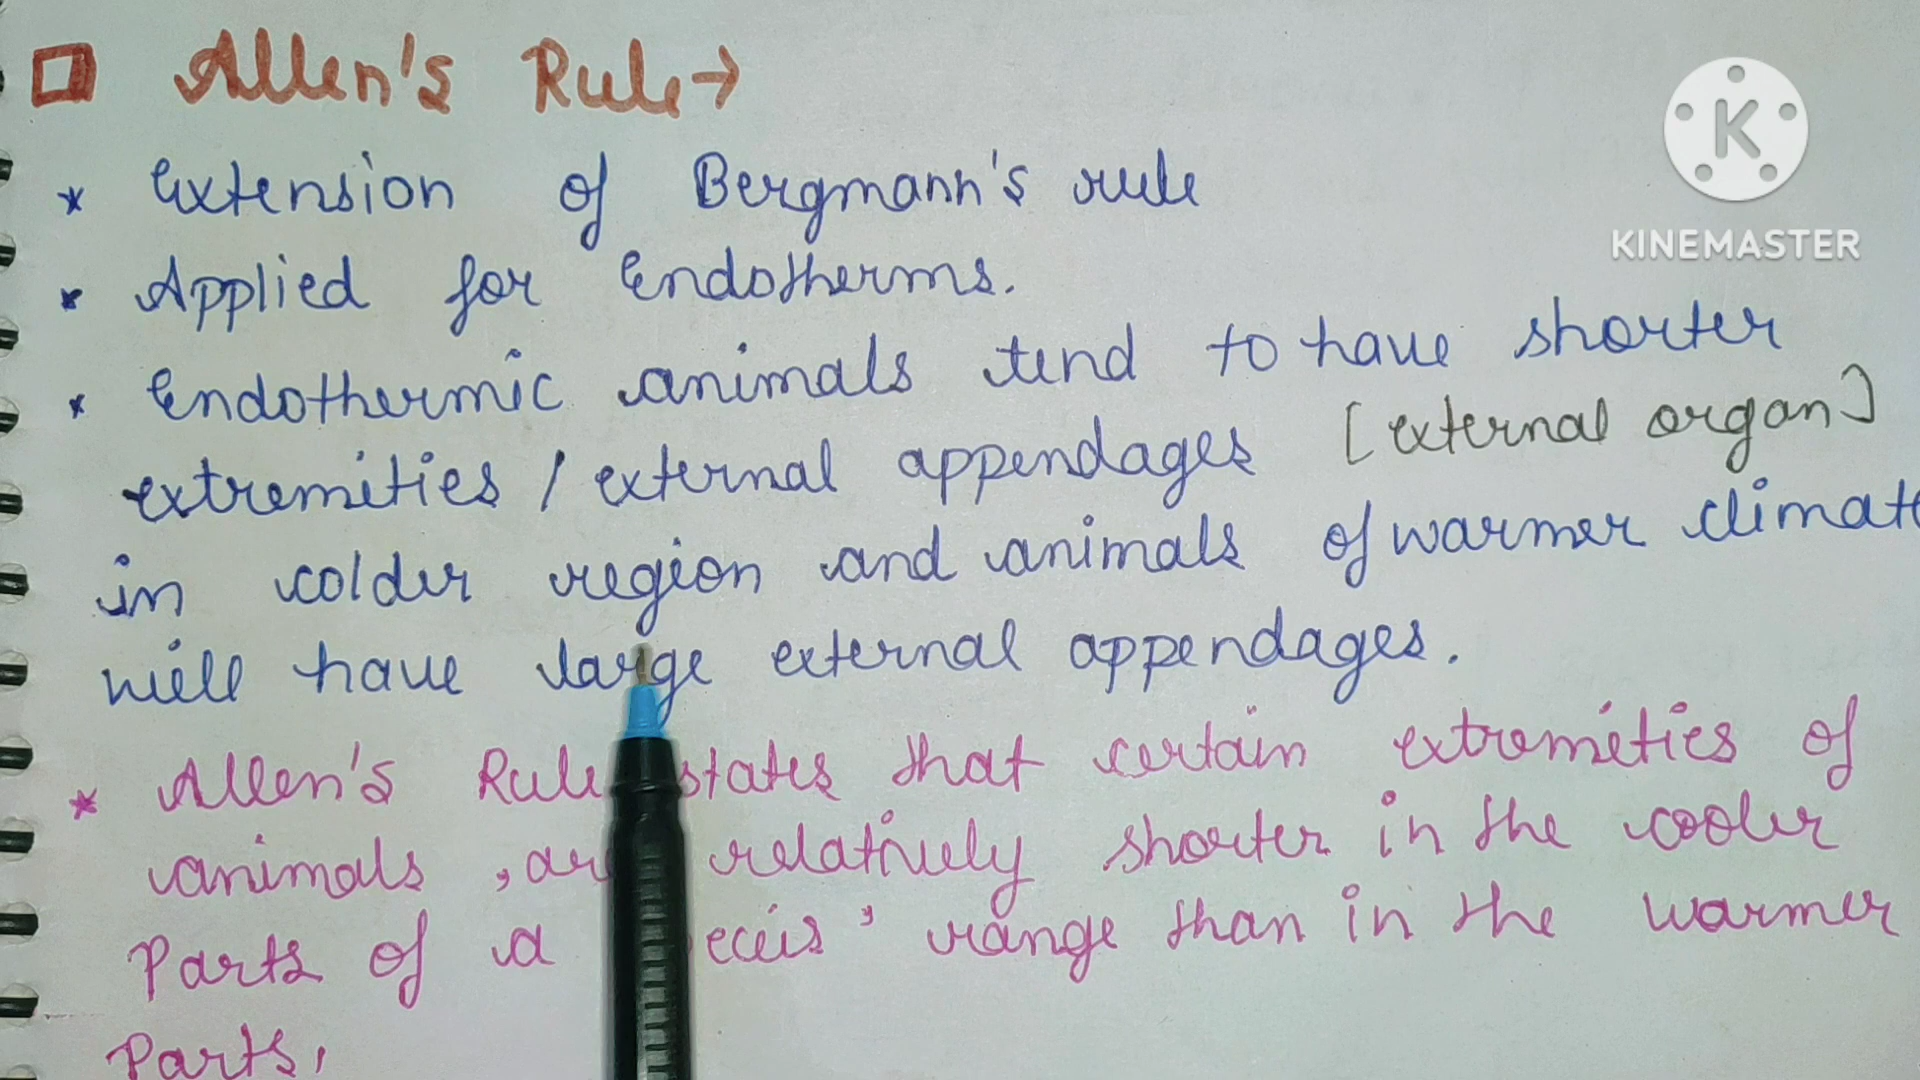 Allen's Rule →
* Extension of Bergmann's rule
* Applied for Endotherms.
* Endothermic animals tend to have shorter
extremities / external appendages [external organ]
in colder region and animals of warmer climat
will have large external appendages.
* Allen's Rule states that certain extremities of
animals, are relatively shorter in the cooler
Parts of a ecies' range than in the warmer
Parts,
K
KINEMASTER